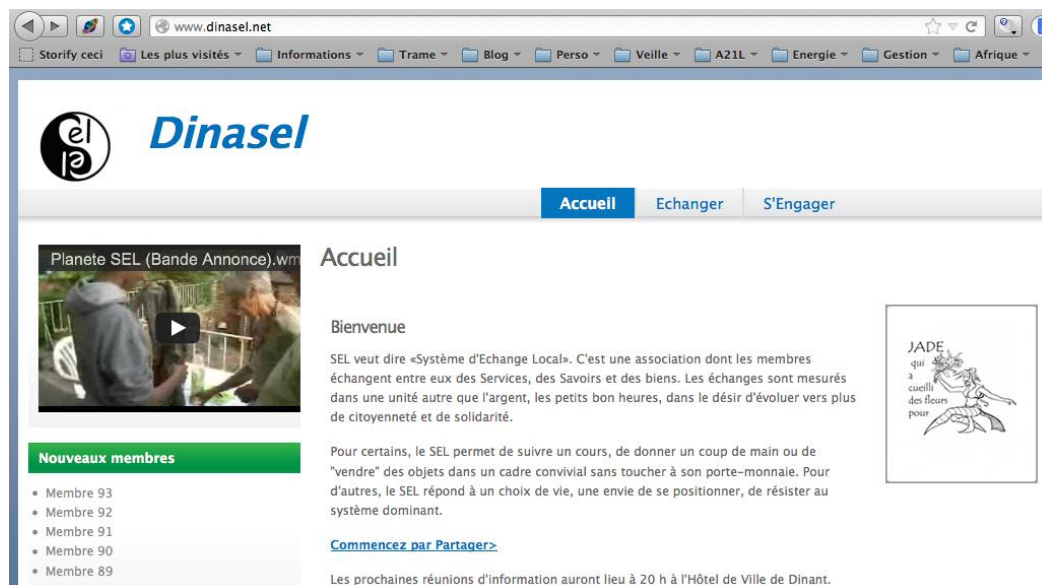 www.dinasel.net
Storify ceci Les plus visités Informations Trame Blog Perso Veille A21L Energie Gestion Afrique
Dinasel
Accueil Echanger S'Engager
Planete SEL (Bande Annonce).wm
Accueil
Bienvenue
SEL veut dire «Système d'Echange Local». C'est une association dont les membres
échangent entre eux des Services, des Savoirs et des biens. Les échanges sont mesurés
dans une unité autre que l'argent, les petits bon heures, dans le désir d'évoluer vers plus
de citoyenneté et de solidarité.
Pour certains, le SEL permet de suivre un cours, de donner un coup de main ou de
"vendre" des objets dans un cadre convivial sans toucher à son porte-monnaie. Pour
d'autres, le SEL répond à un choix de vie, une envie de se positionner, de résister au
système dominant.
Commencez par Partager>
Les prochaines réunions d'information auront lieu à 20 h à l'Hôtel de Ville de Dinant.
JADE
qui
a
cueilli
des fleurs
pour
Nouveaux membres
Membre 93
Membre 92
Membre 91
Membre 90
Membre 89